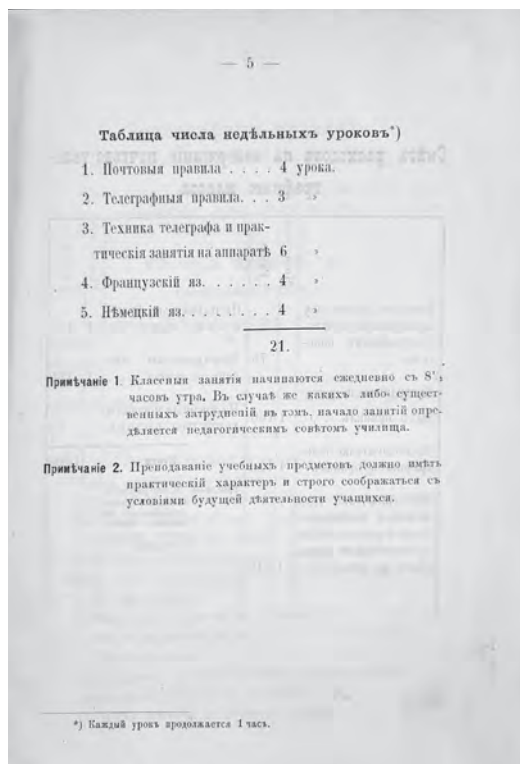 — 5 —
Таблица числа недѣльныхъ уроковъ*)
1. Почтовыя правила . . . . 4 урока.
2. Телеграфныя правила. . . 3 »
3. Техника телеграфа и прак-
тическія занятія на аппаратѣ 6 »
4. Французскій яз. . . . . . . 4 »
5. Нѣмецкій яз. . . . . . . . 4 »
21.
Примѣчаніе 1. Классныя занятія начинаются ежедневно съ 8½
часовъ утра. Въ случаѣ же какихъ либо сущест-
венныхъ затрудненій въ томъ, начало занятій опре-
дѣляется педагогическимъ совѣтомъ училища.
Примѣчаніе 2. Преподаваніе учебныхъ предметовъ должно имѣть
практическій характеръ и строго соображаться съ
условіями будущей дѣятельности учащихся.
*) Каждый урокъ продолжается 1 часъ.